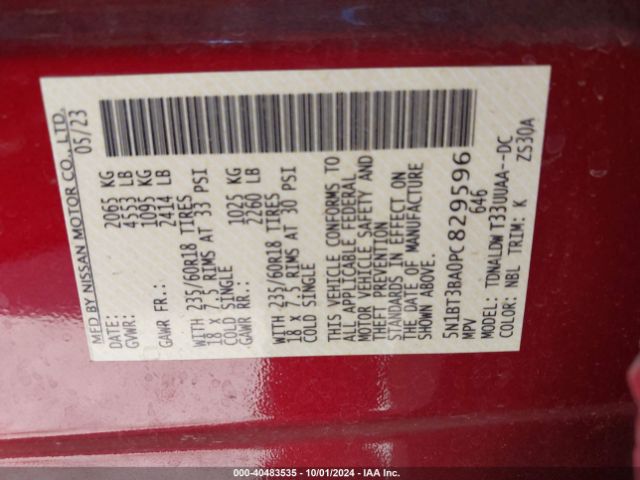 MFD BY NISSAN MOTOR CO., LTD.
DATE: 05/23
GVWR: 2065 KG
4553 LB
GAWR FR.: 1095 KG
2414 LB
WITH 235/60R18 TIRES
18 x 7.5 RIMS AT 33 PSI
COLD SINGLE
GAWR RR.: 1025 KG
2260 LB
WITH 235/60R18 TIRES
18 x 7.5 RIMS AT 30 PSI
COLD SINGLE
THIS VEHICLE CONFORMS TO
ALL APPLICABLE FEDERAL
MOTOR VEHICLE SAFETY AND
THEFT PREVENTION
STANDARDS IN EFFECT ON
THE DATE OF MANUFACTURE
SHOWN ABOVE.
5N1BT3BA0PC829596
MPV 646
MODEL: TDNALDWT33UUAA--DC
COLOR: NBL TRIM: K ZS30A
#000 - 40483535 - 10/01/2024 - IAA Inc.